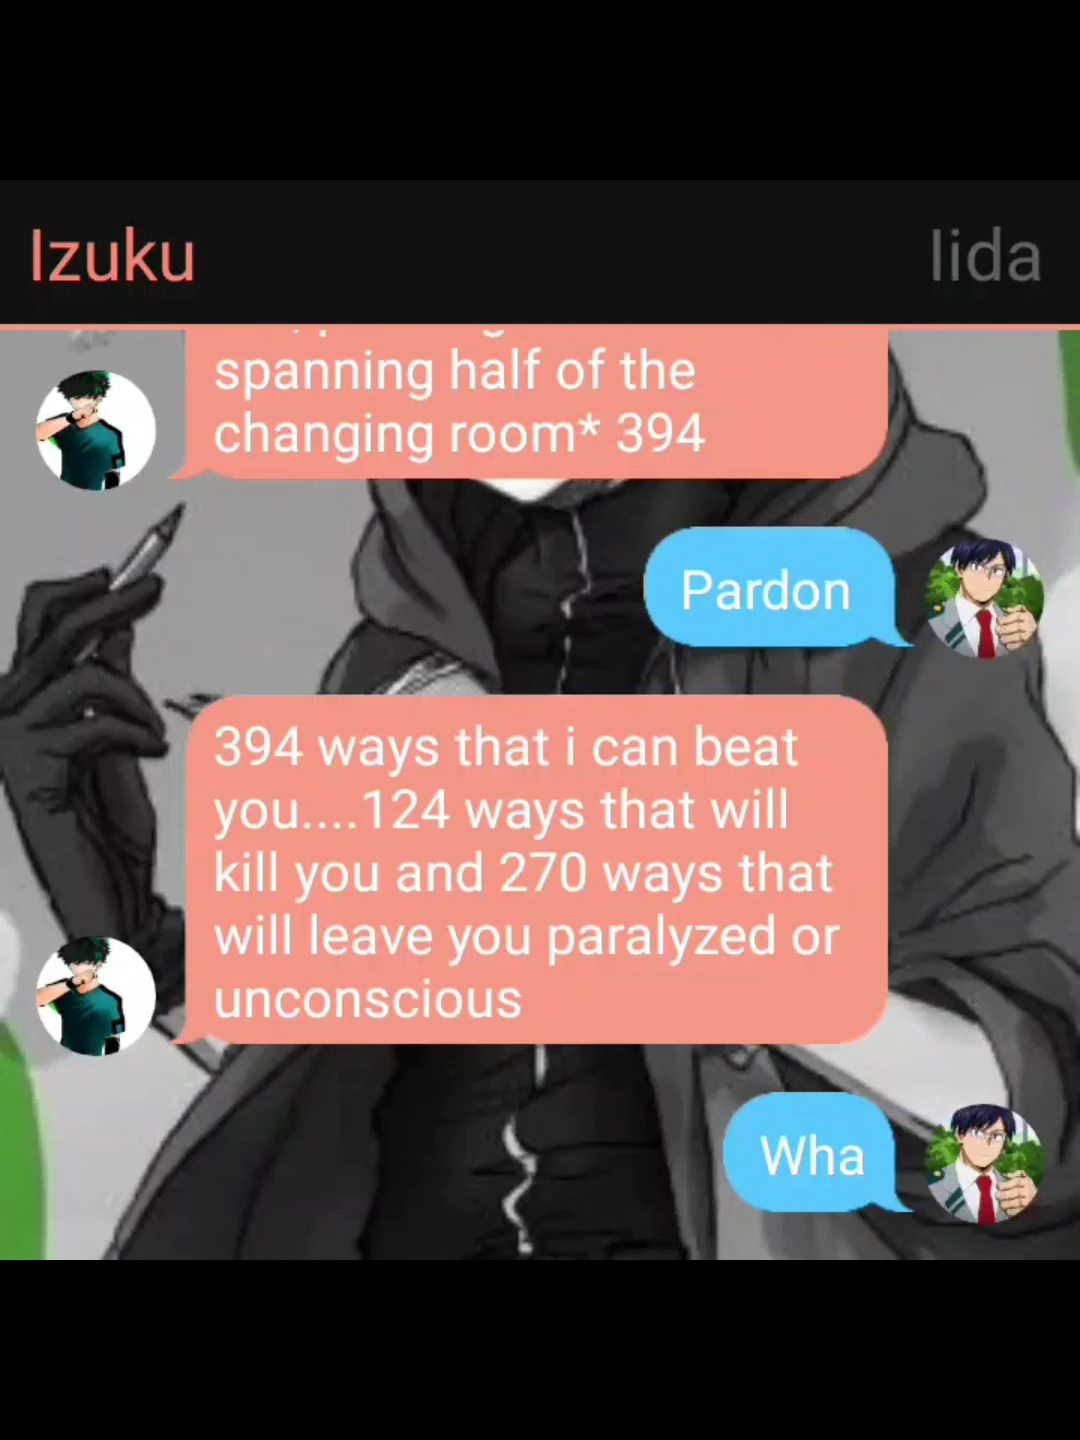 Izuku
Iida
spanning half of the
changing room* 394
Pardon
394 ways that i can beat
you....124 ways that will
kill you and 270 ways that
will leave you paralyzed or
unconscious
Wha